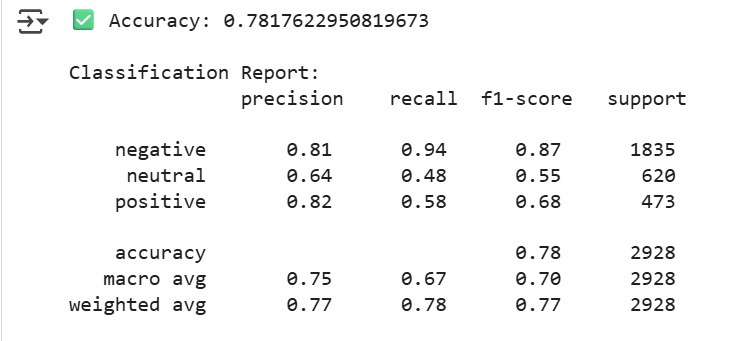 ✅ Accuracy: 0.7817622950819673
Classification Report:
precision recall f1-score support
negative 0.81 0.94 0.87 1835
neutral 0.64 0.48 0.55 620
positive 0.82 0.58 0.68 473
accuracy 0.78 2928
macro avg 0.75 0.67 0.70 2928
weighted avg 0.77 0.78 0.77 2928